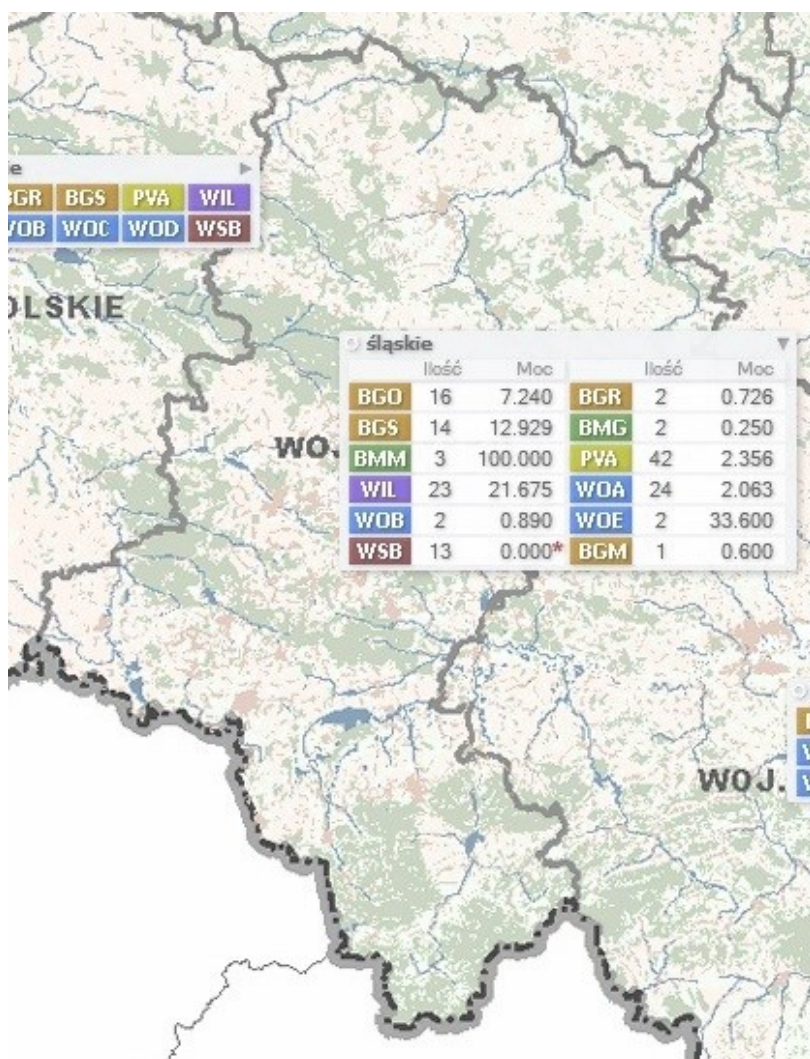 BGS PVA WIL
WOC WOD WSB
OLSKIE
śląskie
Ilość Moc Ilość Moc
BGO 16 7.240 BGR 2 0.726
BGS 14 12.929 BMG 2 0.250
BMM 3 100.000 PVA 42 2.356
WIL 23 21.675 WOA 24 2.063
WOB 2 0.890 WOE 2 33.600
WSB 13 0.000* BGM 1 0.600
WOJ.
WOJ.